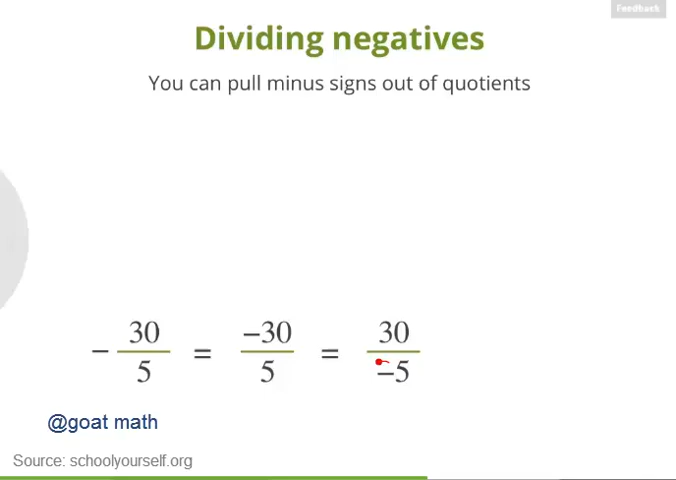 Feedback
Dividing negatives
You can pull minus signs out of quotients
− 30/5 = −30/5 = 30/−5
@goat math
Source: schoolyourself.org